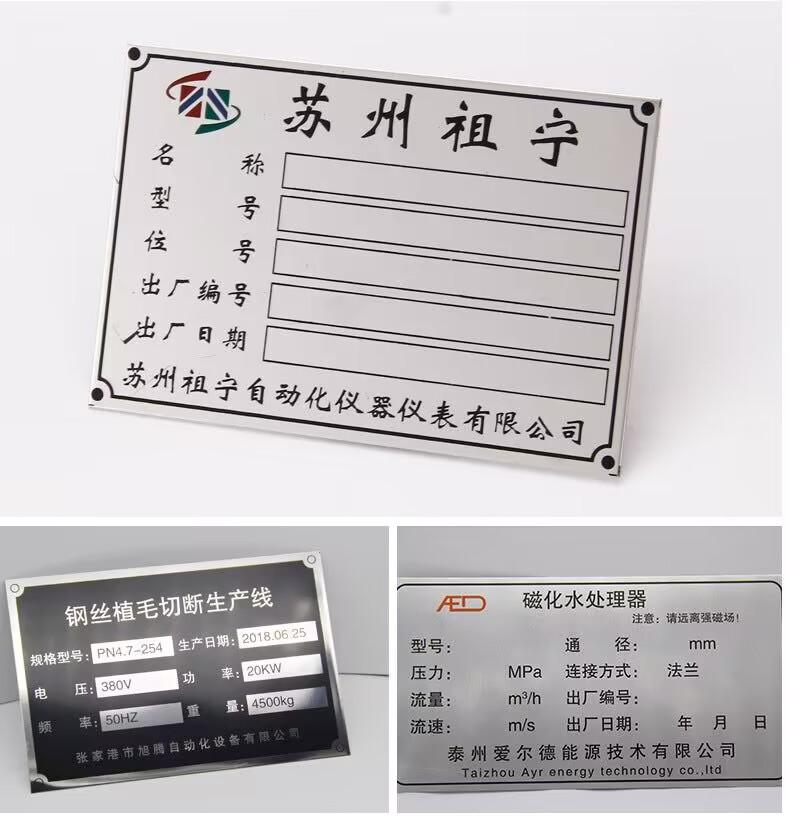 苏州祖宁
名 称
型 号
位 号
出厂编号
出厂日期
苏州祖宁自动化仪器仪表有限公司
钢丝植毛切断生产线
规格型号: PN4.7-254 生产日期: 2018.06.25
电 压: 380V 功 率: 20KW
频 率: 50HZ 重 量: 4500kg
张家港市旭腾自动化设备有限公司
AED 磁化水处理器
注意: 请远离强磁场!
型号: 通 径: mm
压力: MPa 连接方式: 法兰
流量: m³/h 出厂编号:
流速: m/s 出厂日期: 年 月 日
泰州爱尔德能源技术有限公司
Taizhou Ayr energy technology co.,ltd